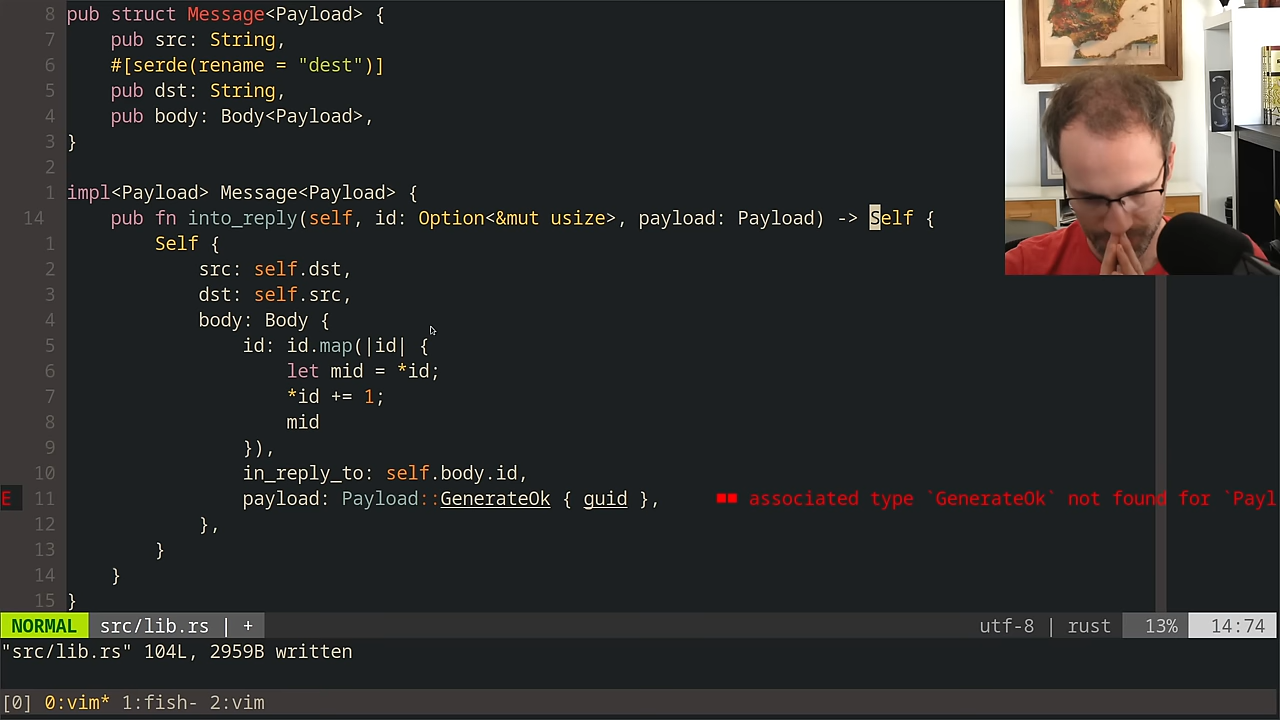 8 pub struct Message<Payload> {
7 pub src: String,
6 #[serde(rename = "dest")]
5 pub dst: String,
4 pub body: Body<Payload>,
3 }
2
1 impl<Payload> Message<Payload> {
14 pub fn into_reply(self, id: Option<&mut usize>, payload: Payload) -> Self {
1 Self {
2 src: self.dst,
3 dst: self.src,
4 body: Body {
5 id: id.map(|id| {
6 let mid = *id;
7 *id += 1;
8 mid
9 }),
10 in_reply_to: self.body.id,
E 11 payload: Payload::GenerateOk { guid }, ■■ associated type `GenerateOk` not found for `Payl
12 },
13 }
14 }
15 }
NORMAL src/lib.rs | + utf-8 | rust 13% 14:74
"src/lib.rs" 104L, 2959B written
[0] 0:vim* 1:fish- 2:vim